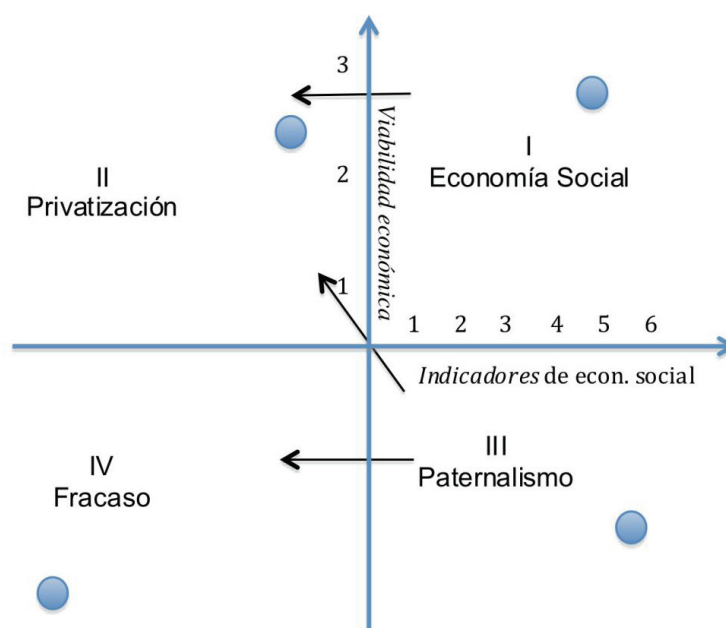 3
I
Economía Social
Viabilidad económica
II
Privatización
2
1
1 2 3 4 5 6
Indicadores de econ. social
III
Paternalismo
IV
Fracaso